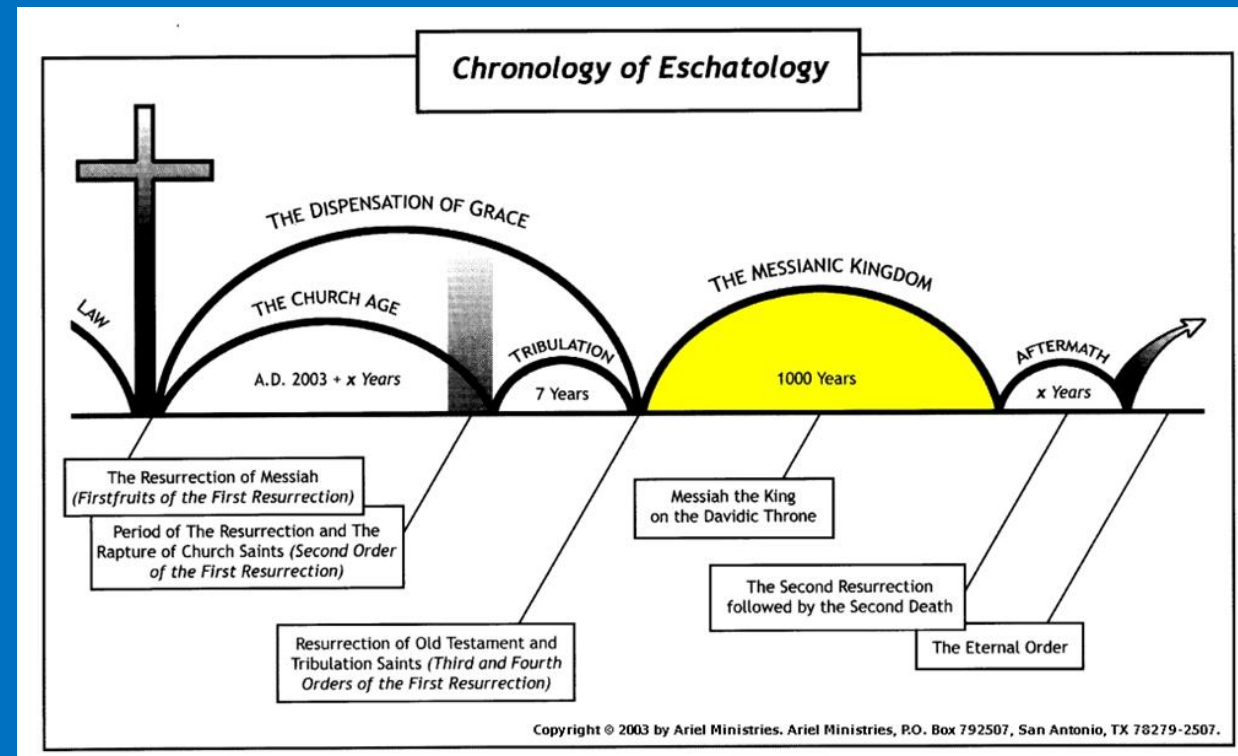 Chronology of Eschatology
LAW
THE DISPENSATION OF GRACE
THE CHURCH AGE
A.D. 2003 + x Years
TRIBULATION
7 Years
THE MESSIANIC KINGDOM
1000 Years
AFTERMATH
x Years
The Resurrection of Messiah
(Firstfruits of the First Resurrection)
Period of The Resurrection and The
Rapture of Church Saints (Second Order
of the First Resurrection)
Resurrection of Old Testament and
Tribulation Saints (Third and Fourth
Orders of the First Resurrection)
Messiah the King
on the Davidic Throne
The Second Resurrection
followed by the Second Death
The Eternal Order
Copyright © 2003 by Ariel Ministries. Ariel Ministries, P.O. Box 792507, San Antonio, TX 78279-2507.